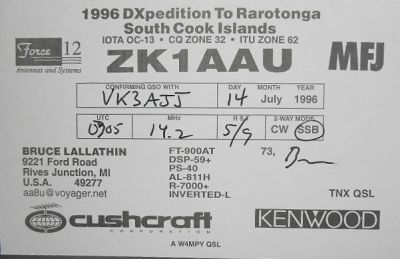 1996 DXpedition To Rarotonga
South Cook Islands
IOTA OC-13 • CQ ZONE 32 • ITU ZONE 62
Force 12
Antennas and Systems
ZK1AAU
MFJ
CONFIRMING QSO WITH DAY MONTH YEAR
VK3AJJ 14 July 1996
UTC MHz RST 2-WAY MODE
0305 14.2 5/9 CW SSB
BRUCE LALLATHIN
9221 Ford Road
Rives Junction, MI
U.S.A. 49277
aa8u@voyager.net
FT-900AT
DSP-59+
PS-40
AL-811H
R-7000+
INVERTED-L
73,
TNX QSL
cushcraft
CORPORATION
KENWOOD
A W4MPY QSL